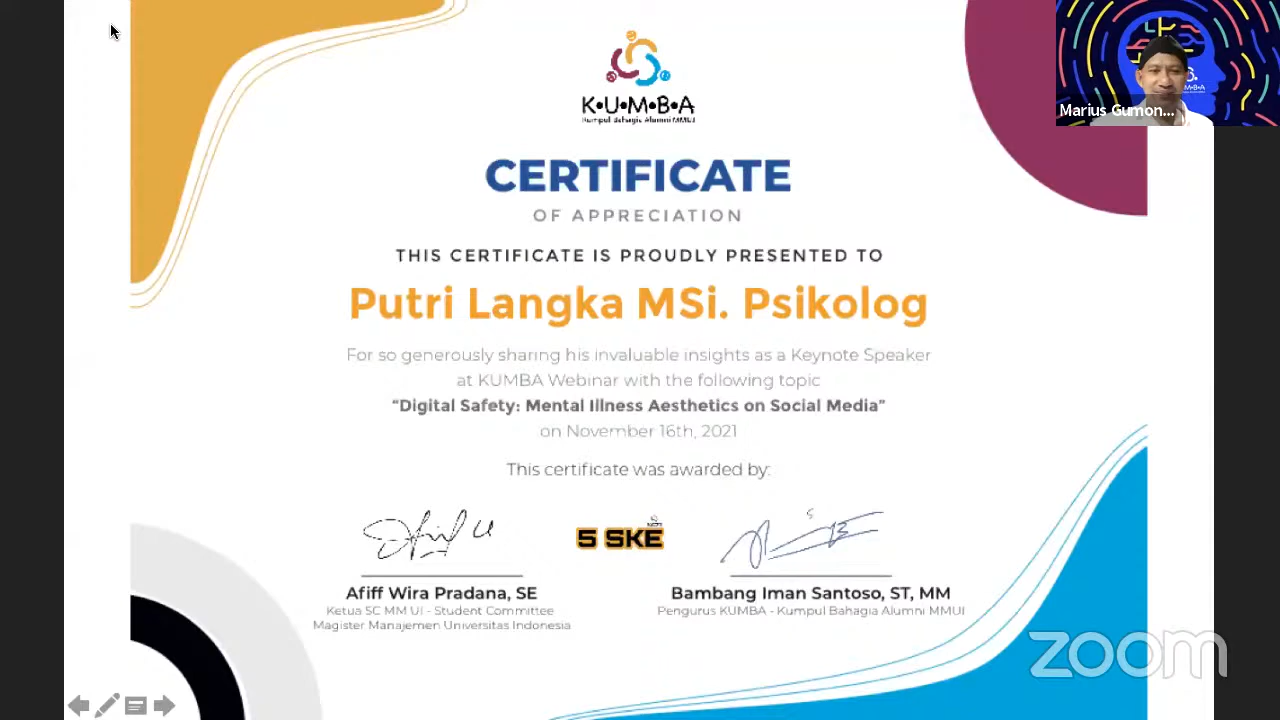 K•U•M•B•A
Kumpul Bahagia Alumni MMUI
Marius Gumon...
CERTIFICATE
OF APPRECIATION
THIS CERTIFICATE IS PROUDLY PRESENTED TO
Putri Langka MSi. Psikolog
For so generously sharing his invaluable insights as a Keynote Speaker
at KUMBA Webinar with the following topic
“Digital Safety: Mental Illness Aesthetics on Social Media”
on November 16th, 2021
This certificate was awarded by:
5 SKE
Afiff Wira Pradana, SE
Ketua SC MM UI - Student Committee
Magister Manajemen Universitas Indonesia
Bambang Iman Santoso, ST, MM
Pengurus KUMBA - Kumpul Bahagia Alumni MMUI
zoom